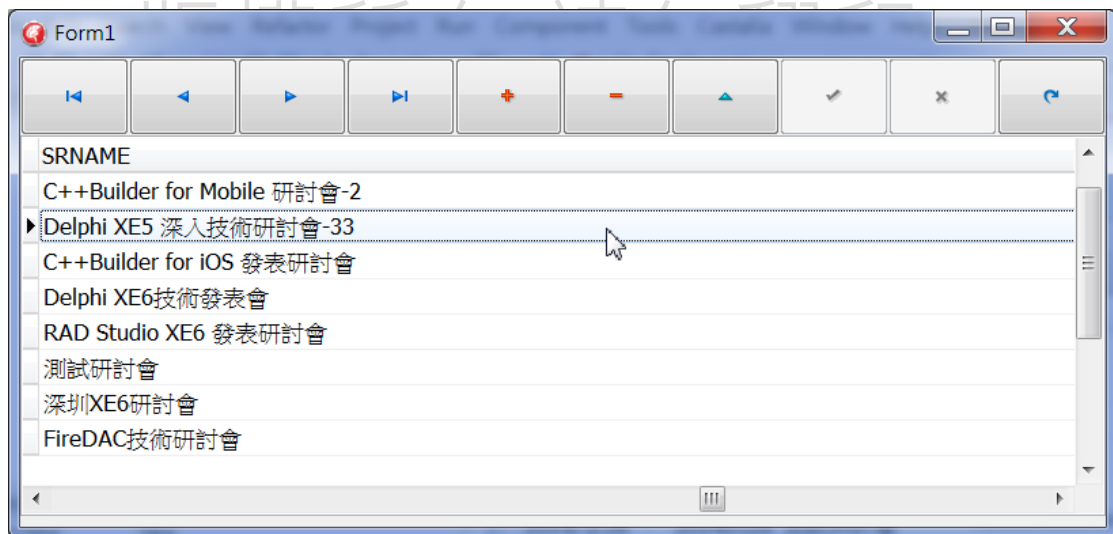 Form1
SRNAME
C++Builder for Mobile 研討會-2
Delphi XE5 深入技術研討會-33
C++Builder for iOS 發表研討會
Delphi XE6技術發表會
RAD Studio XE6 發表研討會
測試研討會
深圳XE6研討會
FireDAC技術研討會